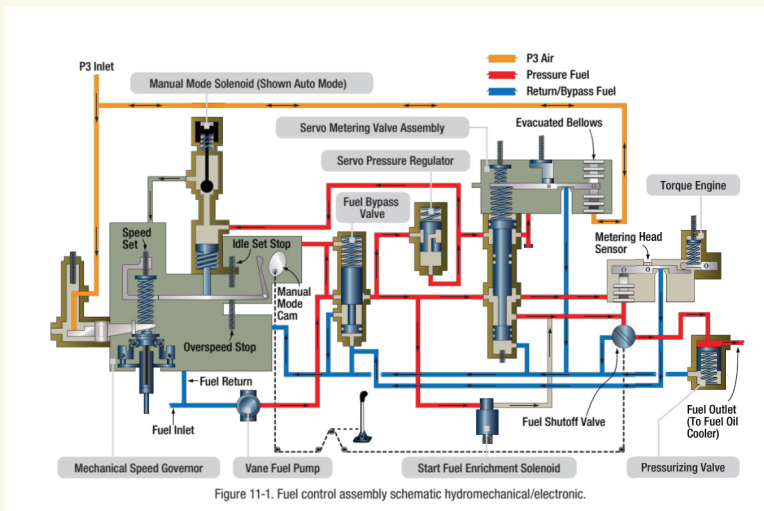 P3 Inlet
Manual Mode Solenoid (Shown Auto Mode)
P3 Air
Pressure Fuel
Return/Bypass Fuel
Servo Metering Valve Assembly
Evacuated Bellows
Servo Pressure Regulator
Torque Engine
Fuel Bypass
Valve
Speed
Set
Idle Set Stop
Metering Head
Sensor
Manual
Mode
Cam
Overspeed Stop
Fuel Return
Fuel Inlet
Fuel Shutoff Valve
Fuel Outlet
(To Fuel Oil
Cooler)
Mechanical Speed Governor
Vane Fuel Pump
Start Fuel Enrichment Solenoid
Pressurizing Valve
Figure 11-1. Fuel control assembly schematic hydromechanical/electronic.